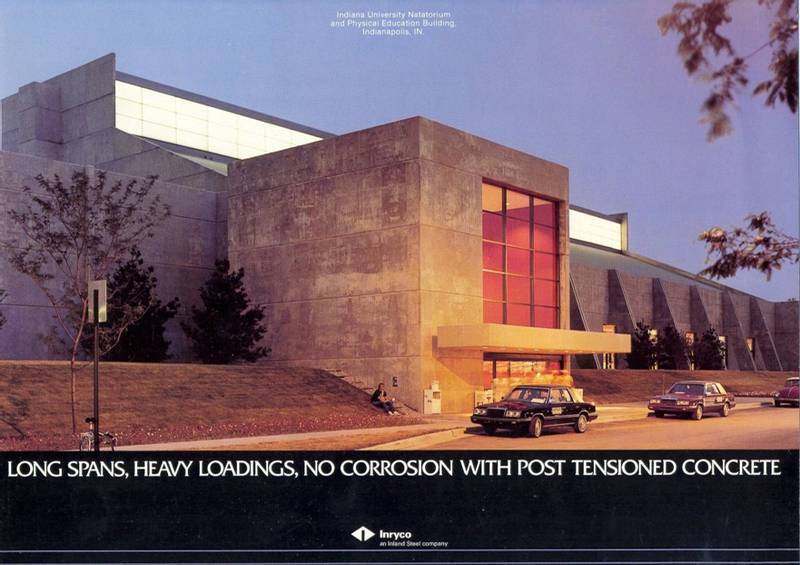 Indiana University Natatorium
and Physical Education Building,
Indianapolis, IN.
LONG SPANS, HEAVY LOADINGS, NO CORROSION WITH POST TENSIONED CONCRETE
Inryco
an Inland Steel company